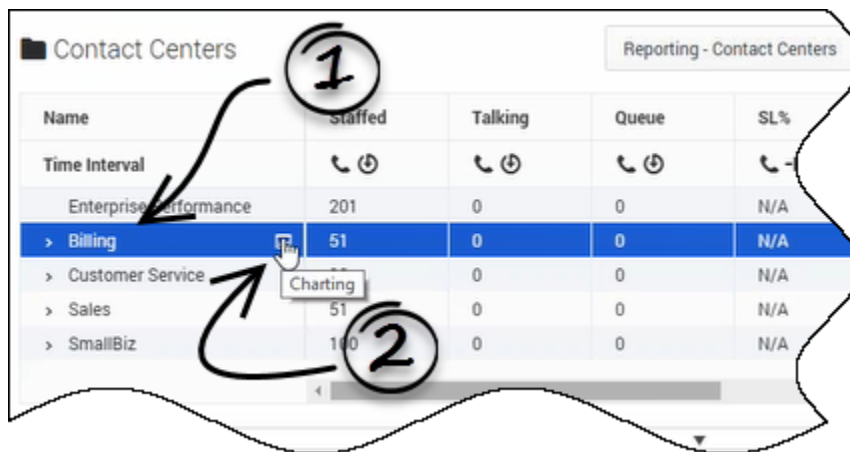 Contact Centers
Reporting - Contact Centers
1
Name Staffed Talking Queue SL%
Time Interval
Enterprise Performance 201 0 0 N/A
Billing 51 0 0 N/A
Customer Service 0 0 N/A
Charting
Sales 51 0 0 N/A
SmallBiz 100 0 0 N/A
2